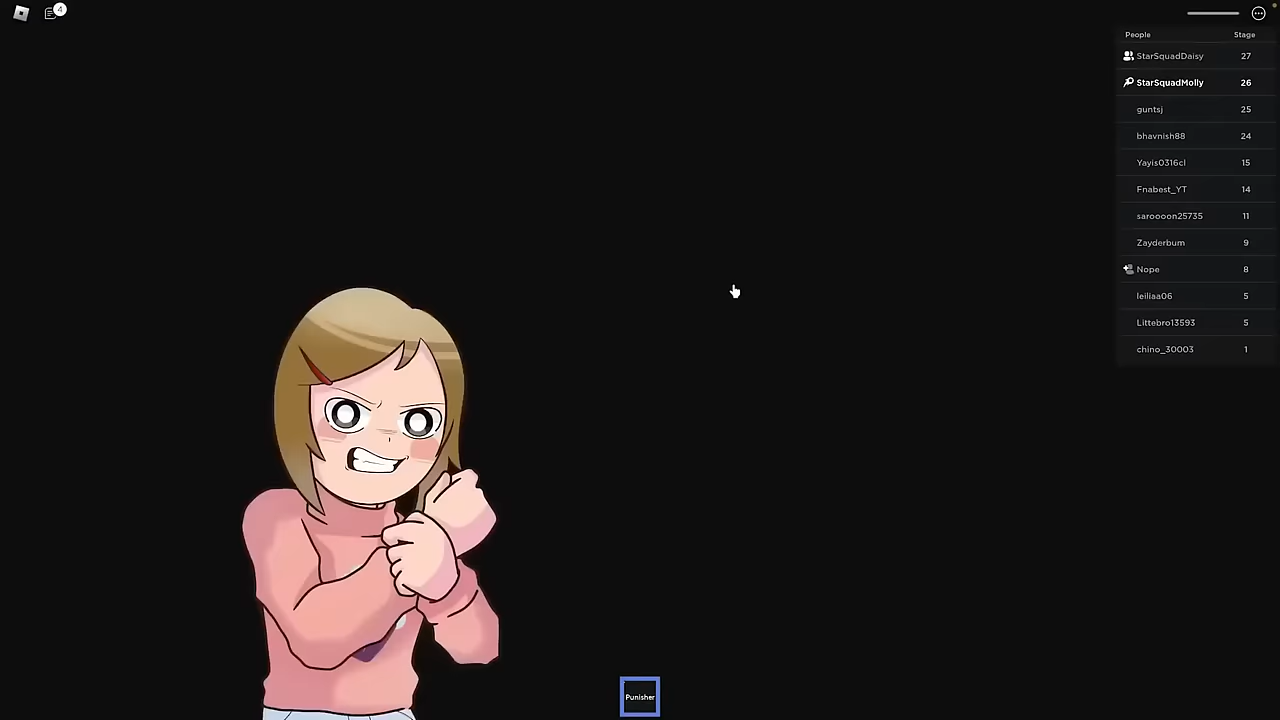 4
People Stage
StarSquadDaisy 27
StarSquadMolly 26
guntsj 25
bhavnish88 24
Yayis0316cl 15
Fnabest_YT 14
saroooon25735 11
Zayderbum 9
Nope 8
leiliaa06 5
Littebro13593 5
chino_30003 1
Punisher